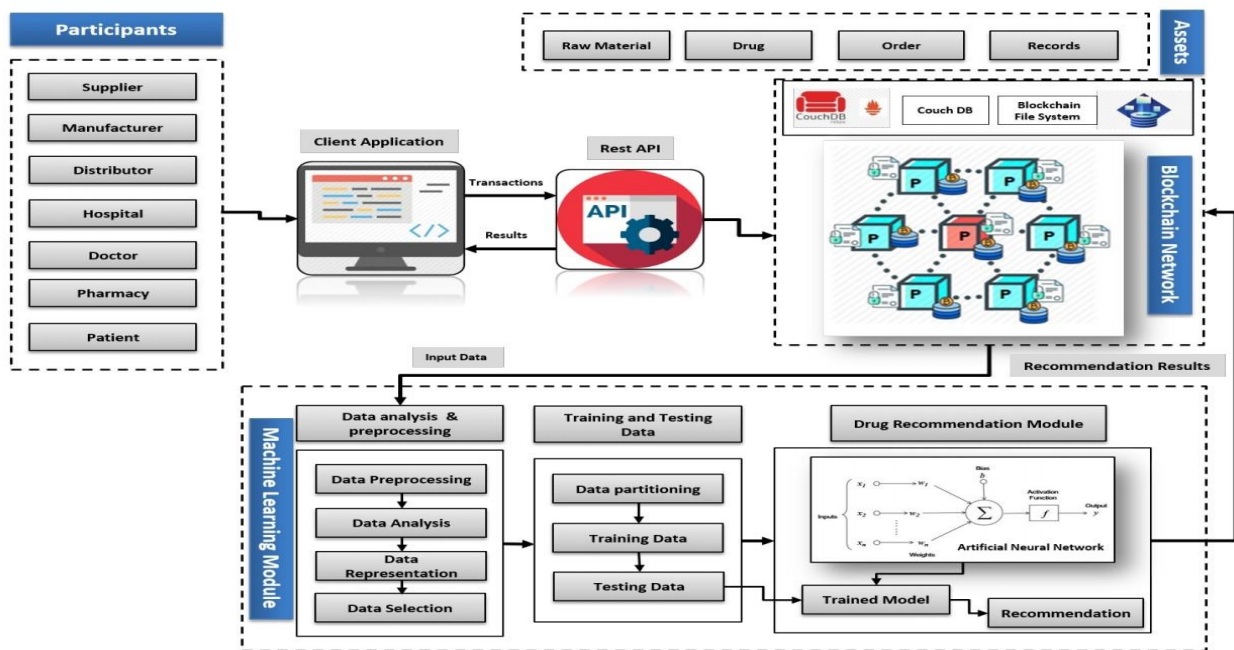 Participants
Supplier
Manufacturer
Distributor
Hospital
Doctor
Pharmacy
Patient
Client Application
Transactions
Results
Rest API
API
Raw Material
Drug
Order
Records
Assets
CouchDB
relax
Couch DB
Blockchain
File System
P
P
P
P
P
P
P
Blockchain Network
Input Data
Recommendation Results
Machine Learning Module
Data analysis &
preprocessing
Data Preprocessing
Data Analysis
Data
Representation
Data Selection
Training and Testing
Data
Data partitioning
Training Data
Testing Data
Drug Recommendation Module
Bias
b
Inputs
x1
x2
xn
w1
w2
wn
Weights
Σ
Activation
Function
f
Output
y
Artificial Neural Network
Trained Model
Recommendation